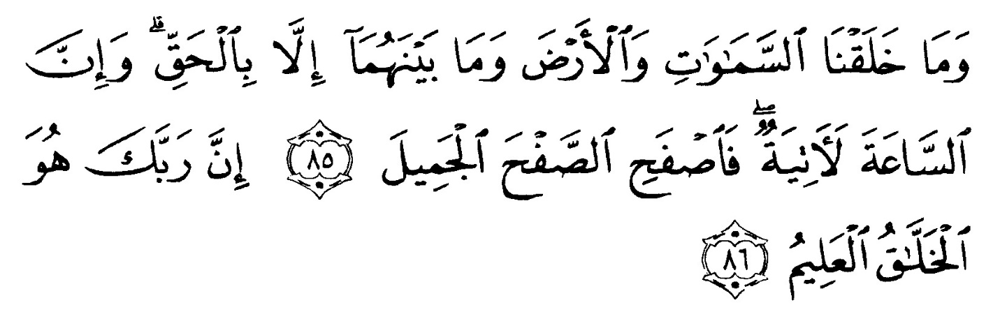 وَمَا خَلَقْنَا ٱلسَّمَٰوَٰتِ وَٱلْأَرْضَ وَمَا بَيْنَهُمَآ إِلَّا بِٱلْحَقِّ ۗ وَإِنَّ
ٱلسَّاعَةَ لَـَٔاتِيَةٌ ۖ فَٱصْفَحِ ٱلصَّفْحَ ٱلْجَمِيلَ ٨٥ إِنَّ رَبَّكَ هُوَ
ٱلْخَلَّٰقُ ٱلْعَلِيمُ ٨٦